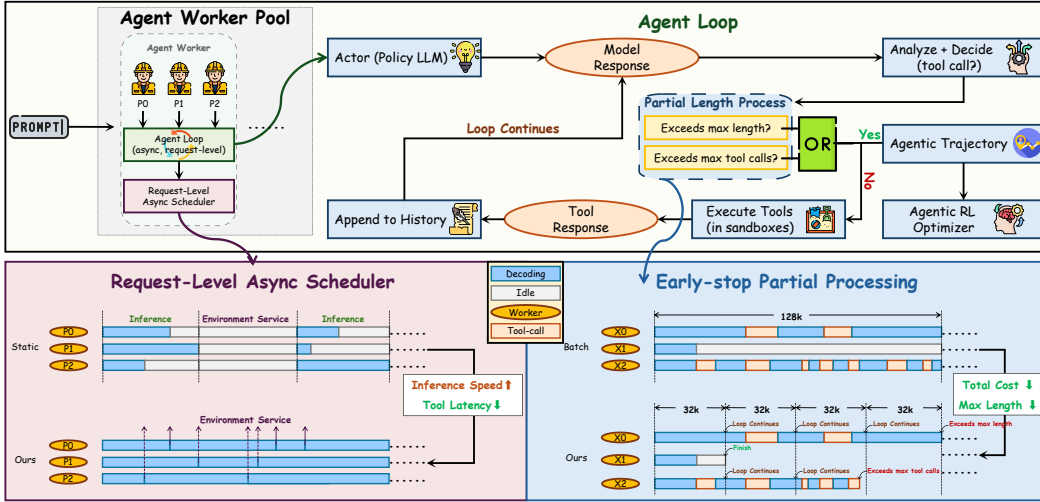 Agent Worker Pool
Agent Loop
Agent Worker
P0 P1 P2
PROMPT
Agent Loop
(async, request-level)
Request-Level
Async Scheduler
Actor (Policy LLM)
Model
Response
Analyze + Decide
(tool call?)
Partial Length Process
Exceeds max length?
Exceeds max tool calls?
OR
Yes
No
Agentic Trajectory
Agentic RL
Optimizer
Loop Continues
Append to History
Tool
Response
Execute Tools
(in sandboxes)
Request-Level Async Scheduler
Inference
Environment Service
Inference
Static
P0
P1
P2
Inference Speed⬆
Tool Latency⬇
Environment Service
Ours
P0
P1
P2
Decoding
Idle
Worker
Tool-call
Early-stop Partial Processing
128k
Batch
X0
X1
X2
Total Cost ⬇
Max Length ⬇
32k 32k 32k 32k
Loop Continues Loop Continues Loop Continues Exceeds max length
Ours
X0
Finish
X1
Loop Continues Loop Continues Exceeds max tool calls
X2